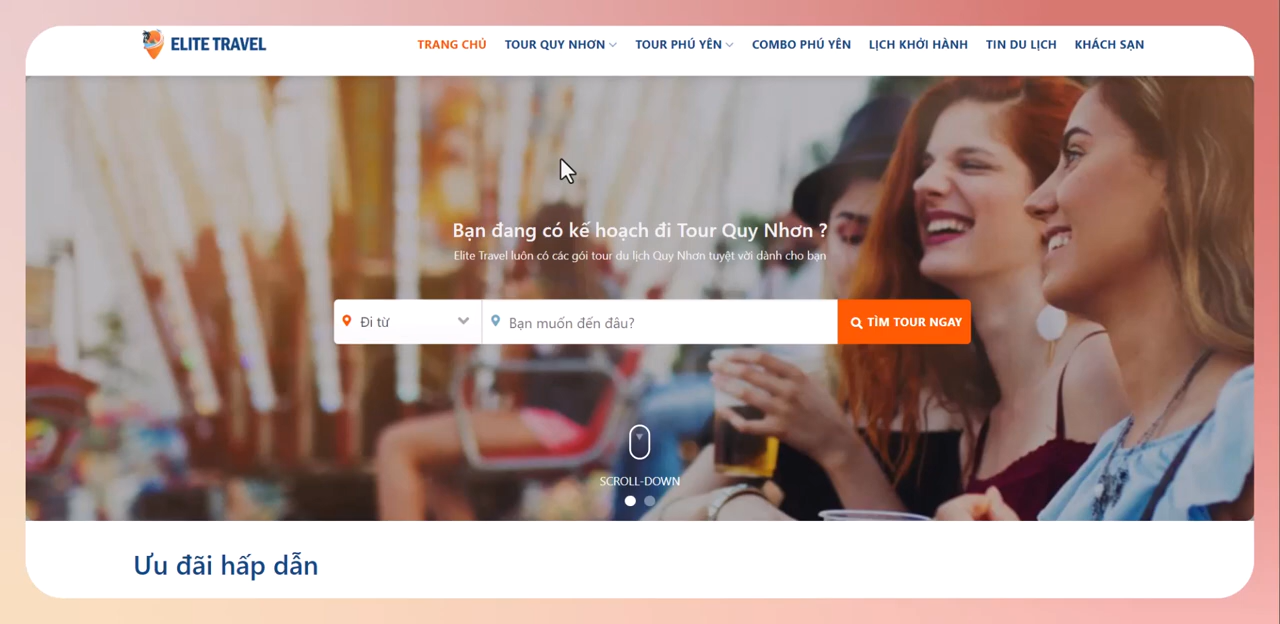 ELITE TRAVEL
TRANG CHỦ TOUR QUY NHƠN TOUR PHÚ YÊN COMBO PHÚ YÊN LỊCH KHỞI HÀNH TIN DU LỊCH KHÁCH SẠN
Bạn đang có kế hoạch đi Tour Quy Nhơn ?
Elite Travel luôn có các gói tour du lịch Quy Nhơn tuyệt vời dành cho bạn
Đi từ Bạn muốn đến đâu? TÌM TOUR NGAY
SCROLL-DOWN
Ưu đãi hấp dẫn